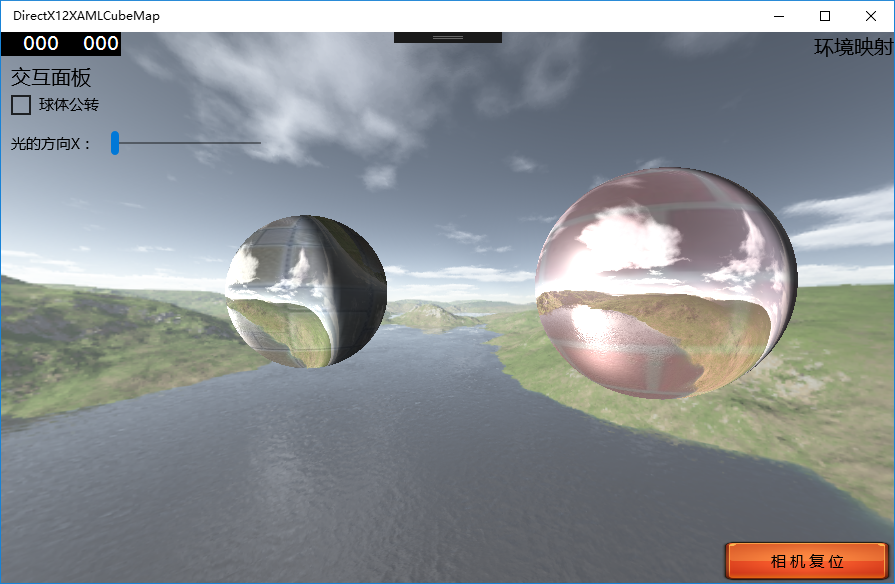 DirectX12XAMLCubeMap
000 000
环境映射
交互面板
球体公转
光的方向X：
相机复位